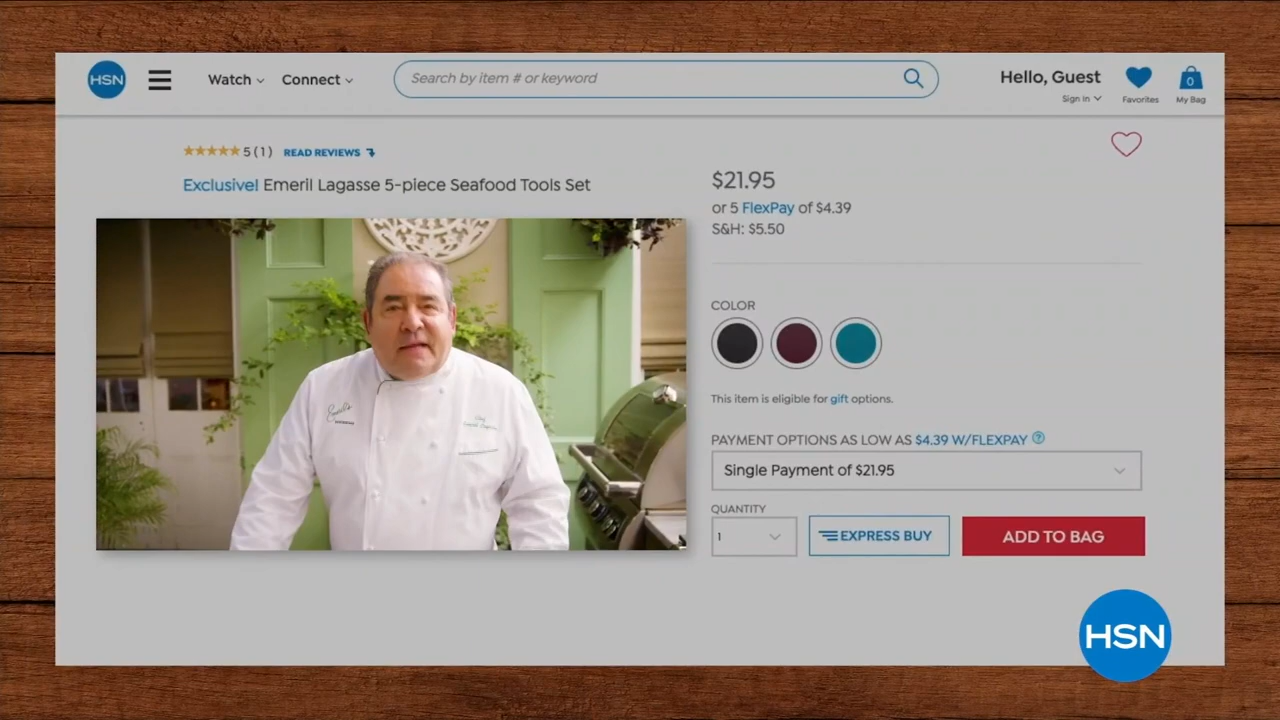 HSN
Watch
Connect
Search by item # or keyword
Hello, Guest
Sign In
Favorites
0
My Bag
5 (1) READ REVIEWS
Exclusive! Emeril Lagasse 5-piece Seafood Tools Set
Emeril's
$21.95
or 5 FlexPay of $4.39
S&H: $5.50
COLOR
This item is eligible for gift options.
PAYMENT OPTIONS AS LOW AS $4.39 W/FLEXPAY ?
Single Payment of $21.95
QUANTITY
1
EXPRESS BUY
ADD TO BAG
HSN